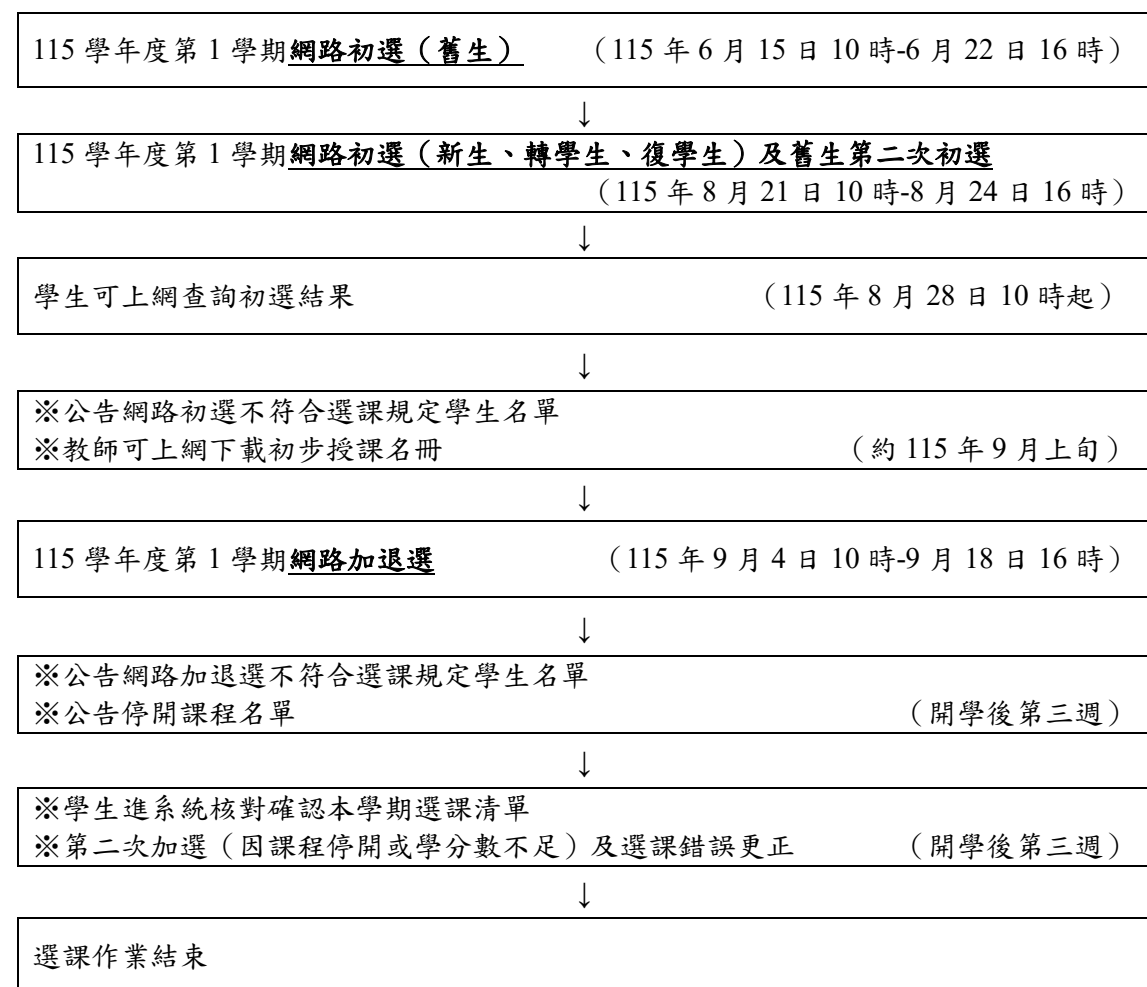 115 學年度第 1 學期網路初選（舊生） （115 年 6 月 15 日 10 時-6 月 22 日 16 時）
↓
115 學年度第 1 學期網路初選（新生、轉學生、復學生）及舊生第二次初選
（115 年 8 月 21 日 10 時-8 月 24 日 16 時）
↓
學生可上網查詢初選結果 （115 年 8 月 28 日 10 時起）
↓
※公告網路初選不符合選課規定學生名單
※教師可上網下載初步授課名冊 （約 115 年 9 月上旬）
↓
115 學年度第 1 學期網路加退選 （115 年 9 月 4 日 10 時-9 月 18 日 16 時）
↓
※公告網路加退選不符合選課規定學生名單
※公告停開課程名單 （開學後第三週）
↓
※學生進系統核對確認本學期選課清單
※第二次加選（因課程停開或學分數不足）及選課錯誤更正 （開學後第三週）
↓
選課作業結束